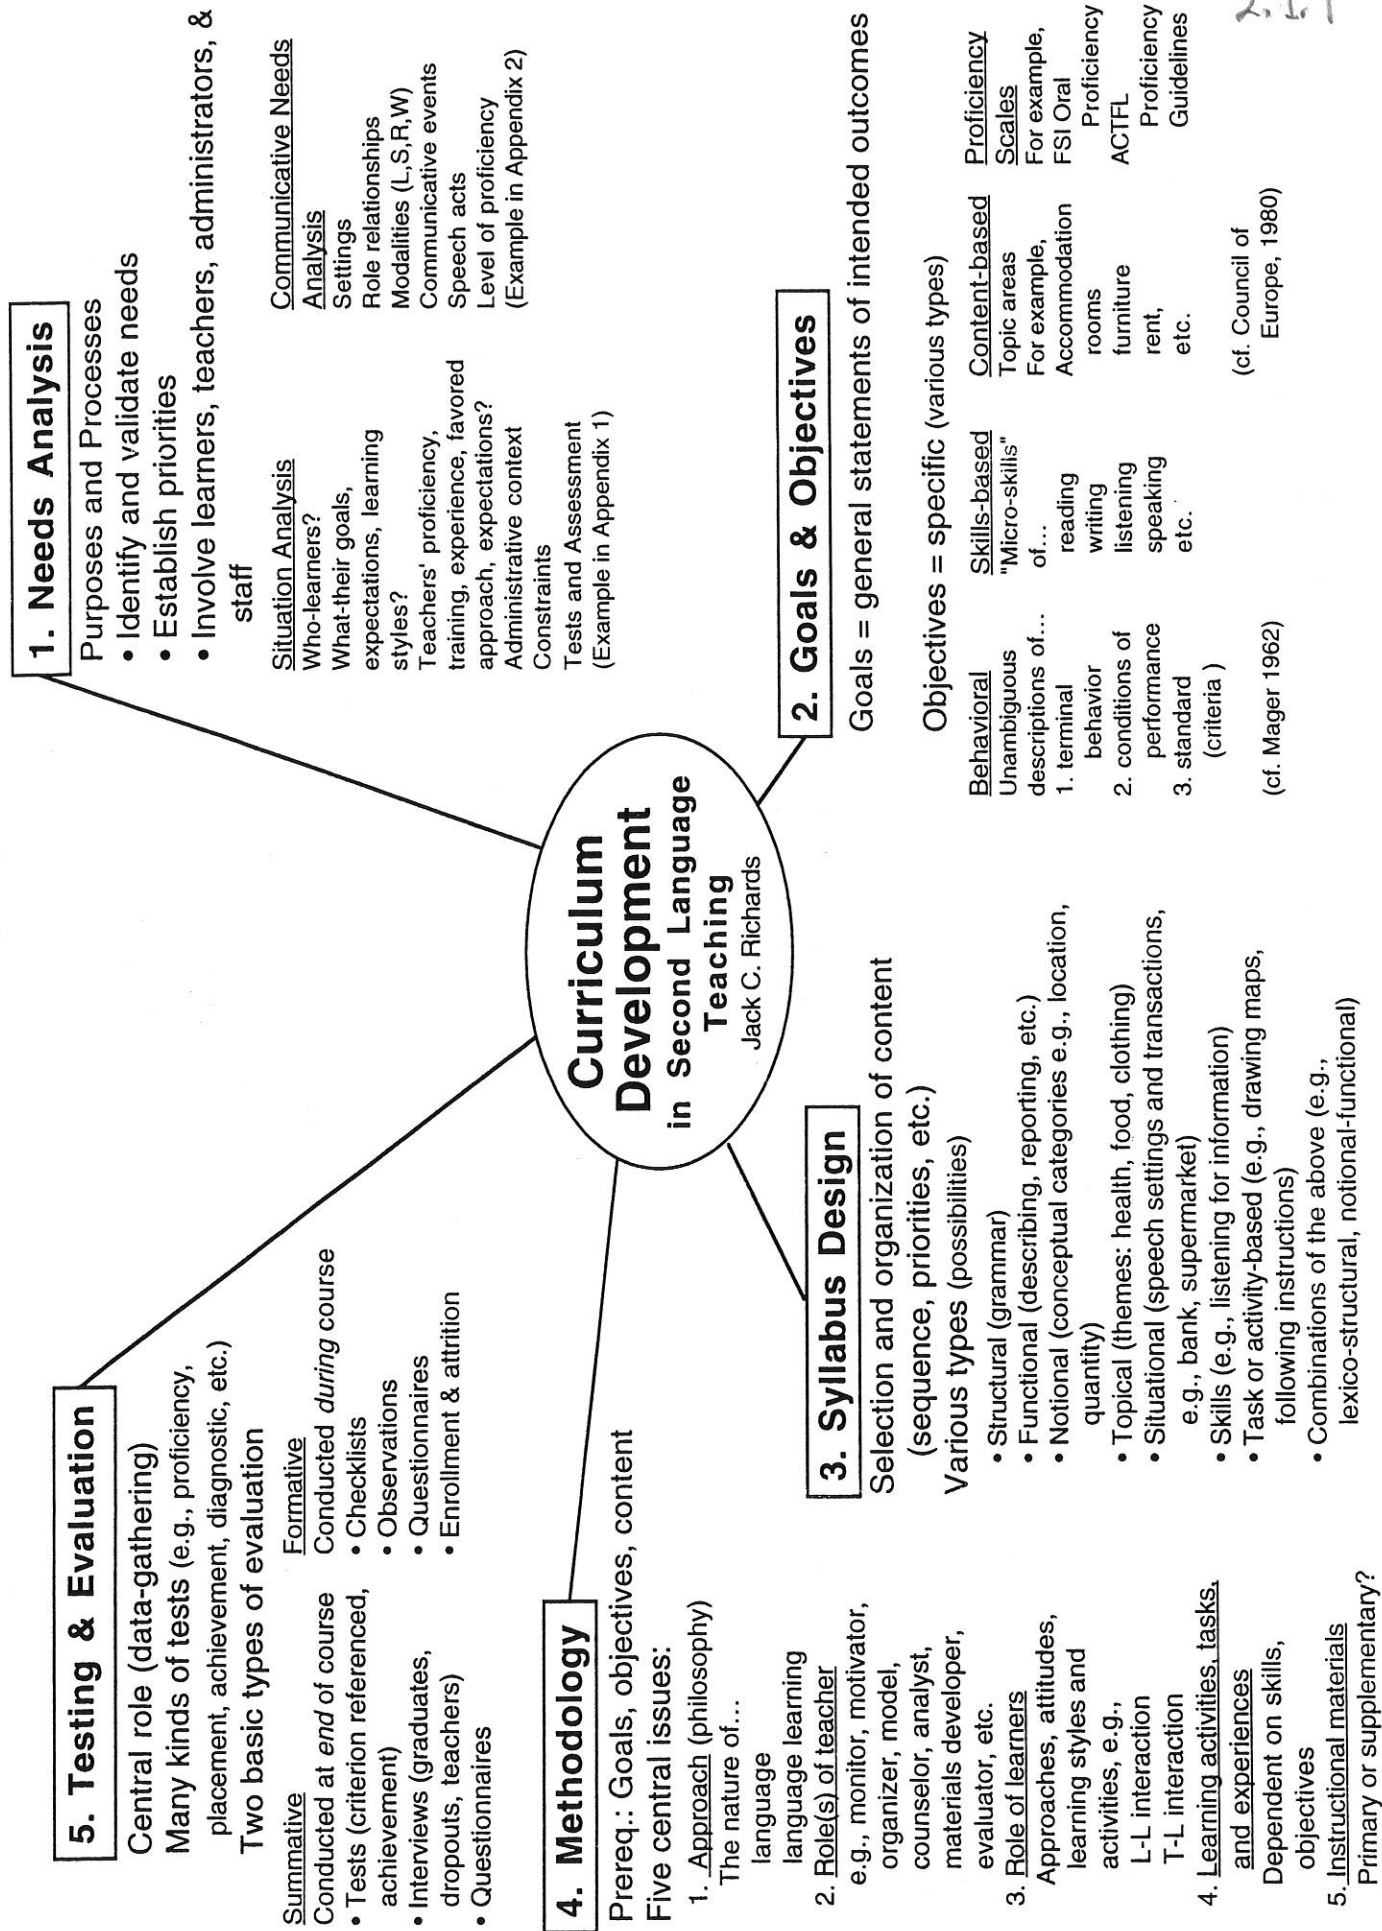 Curriculum
Development
in Second Language
Teaching
Jack C. Richards
1. Needs Analysis
Purposes and Processes
• Identify and validate needs
• Establish priorities
• Involve learners, teachers, administrators, &
staff
Situation Analysis
Who-learners?
What-their goals,
expectations, learning
styles?
Teachers' proficiency,
training, experience, favored
approach, expectations?
Administrative context
Constraints
Tests and Assessment
(Example in Appendix 1)
Communicative Needs
Analysis
Settings
Role relationships
Modalities (L,S,R,W)
Communicative events
Speech acts
Level of proficiency
(Example in Appendix 2)
2. Goals & Objectives
Goals = general statements of intended outcomes
Objectives = specific (various types)
Behavioral
Unambiguous
descriptions of...
1. terminal
behavior
2. conditions of
performance
3. standard
(criteria )
(cf. Mager 1962)
Skills-based
"Micro-skills"
of...
reading
writing
listening
speaking
etc.
Content-based
Topic areas
For example,
Accommodation
rooms
furniture
rent,
etc.
(cf. Council of
Europe, 1980)
Proficiency
Scales
For example,
FSI Oral
Proficiency
ACTFL
Proficiency
Guidelines
3. Syllabus Design
Selection and organization of content
(sequence, priorities, etc.)
Various types (possibilities)
• Structural (grammar)
• Functional (describing, reporting, etc.)
• Notional (conceptual categories e.g., location,
quantity)
• Topical (themes: health, food, clothing)
• Situational (speech settings and transactions,
e.g., bank, supermarket)
• Skills (e.g., listening for information)
• Task or activity-based (e.g., drawing maps,
following instructions)
• Combinations of the above (e.g.,
lexico-structural, notional-functional)
4. Methodology
Prereq.: Goals, objectives, content
Five central issues:
1. Approach (philosophy)
The nature of...
language
language learning
2. Role(s) of teacher
e.g., monitor, motivator,
organizer, model,
counselor, analyst,
materials developer,
evaluator, etc.
3. Role of learners
Approaches, attitudes,
learning styles and
activities, e.g.,
L-L interaction
T-L interaction
4. Learning activities, tasks,
and experiences
Dependent on skills,
objectives
5. Instructional materials
Primary or supplementary?
5. Testing & Evaluation
Central role (data-gathering)
Many kinds of tests (e.g., proficiency,
placement, achievement, diagnostic, etc.)
Two basic types of evaluation
Summative
Conducted at end of course
• Tests (criterion referenced,
achievement)
• Interviews (graduates,
dropouts, teachers)
• Questionnaires
Formative
Conducted during course
• Checklists
• Observations
• Questionnaires
• Enrollment & attrition